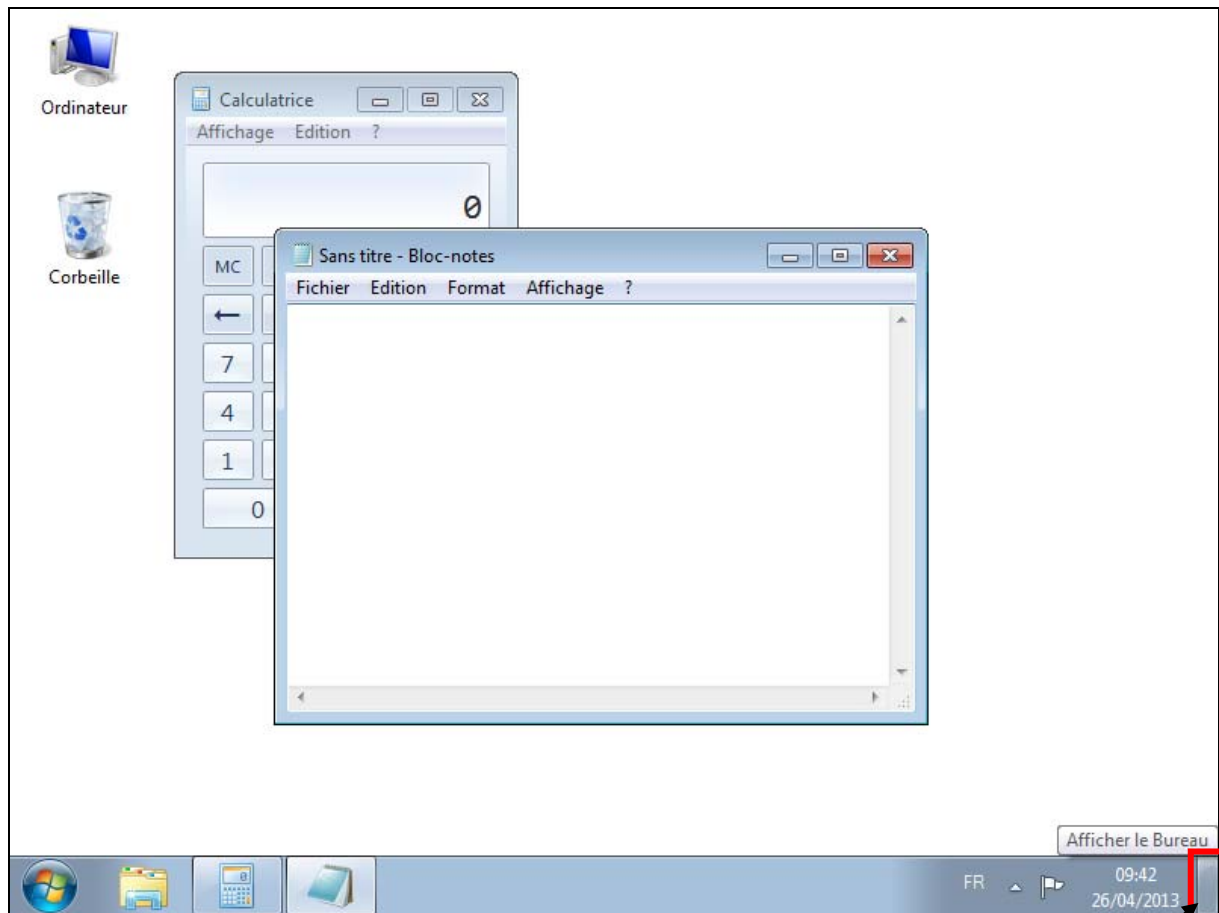 Ordinateur
Corbeille
Calculatrice
Affichage Edition ?
0
MC
←
7
4
1
0
Sans titre - Bloc-notes
Fichier Edition Format Affichage ?
Afficher le Bureau
FR
09:42
26/04/2013